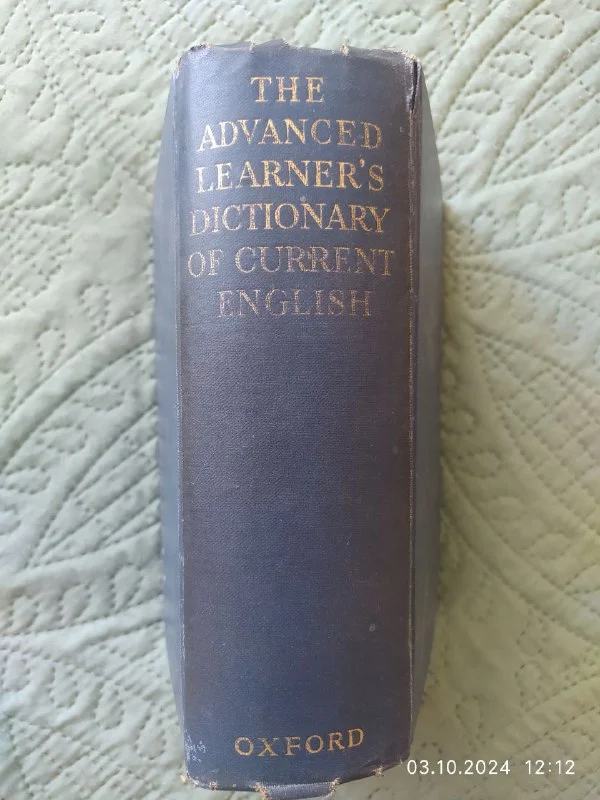 THE
ADVANCED
LEARNER'S
DICTIONARY
OF CURRENT
ENGLISH
OXFORD
03.10.2024 12:12